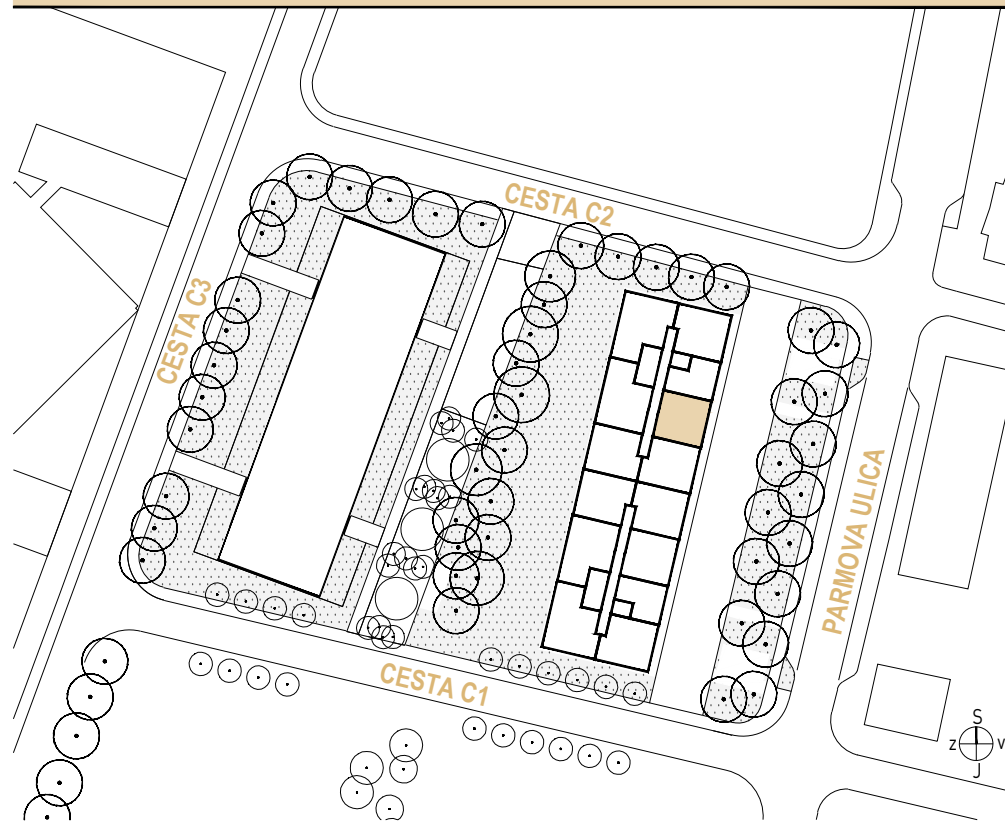 CESTA C2
CESTA C3
PARMOVA ULICA
CESTA C1
S
Z V
J